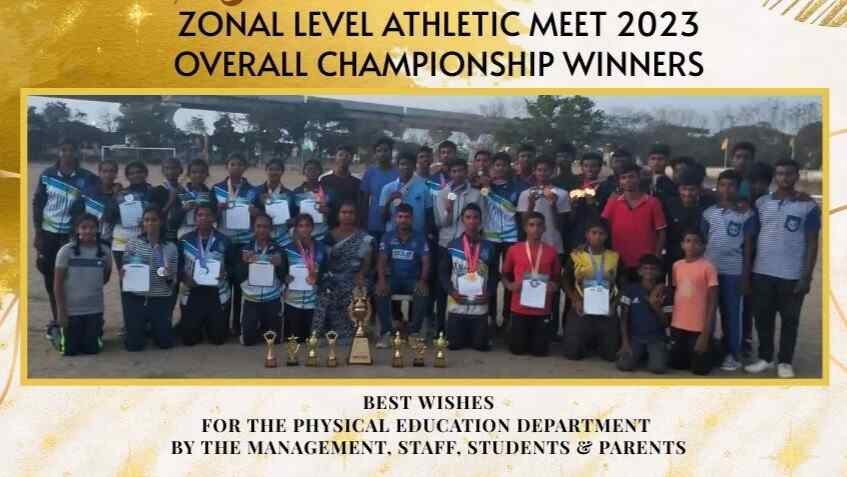 ZONAL LEVEL ATHLETIC MEET 2023
OVERALL CHAMPIONSHIP WINNERS
BEST WISHES
FOR THE PHYSICAL EDUCATION DEPARTMENT
BY THE MANAGEMENT, STAFF, STUDENTS & PARENTS